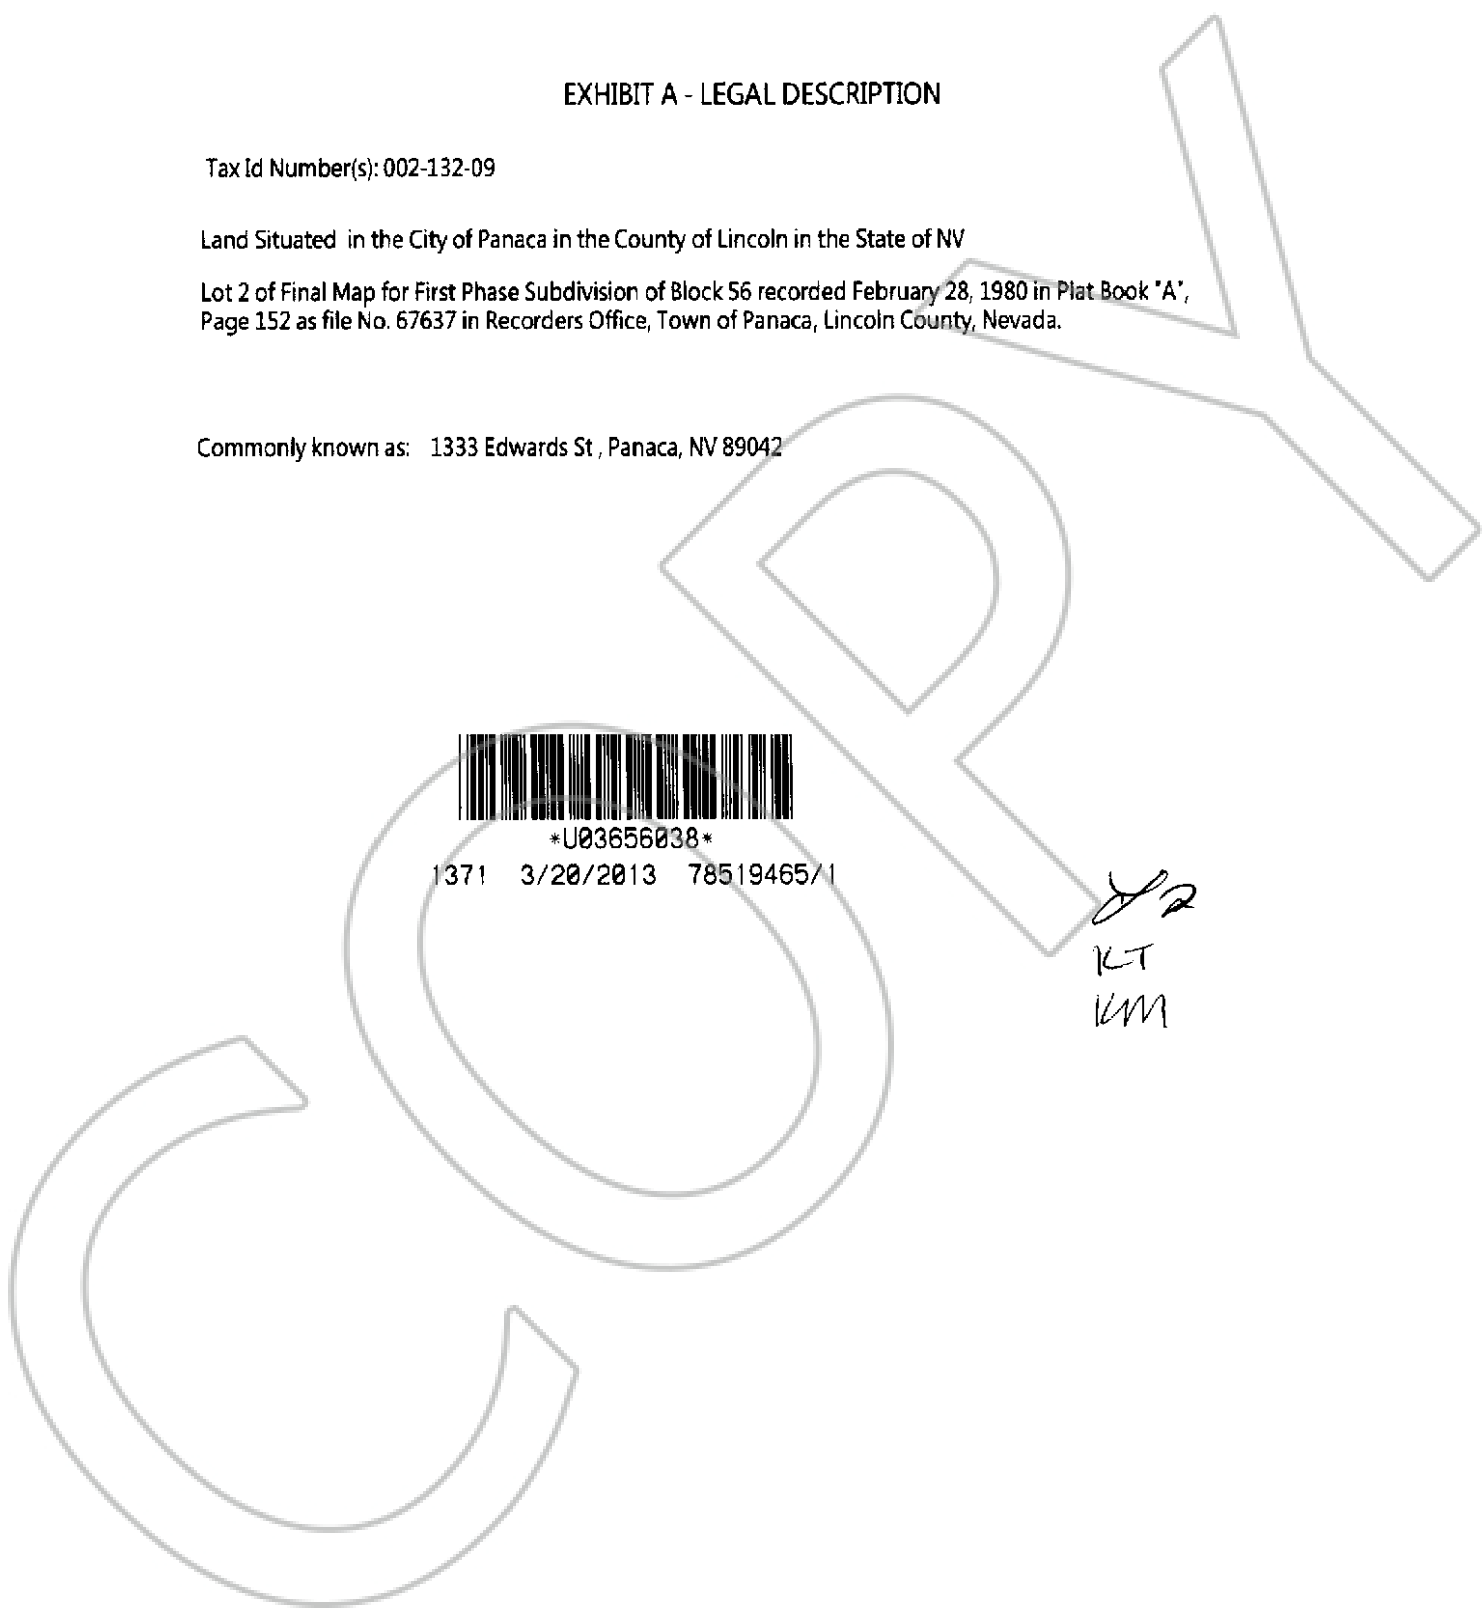 EXHIBIT A - LEGAL DESCRIPTION
Tax Id Number(s): 002-132-09
Land Situated in the City of Panaca in the County of Lincoln in the State of NV
Lot 2 of Final Map for First Phase Subdivision of Block 56 recorded February 28, 1980 in Plat Book "A",
Page 152 as file No. 67637 in Recorders Office, Town of Panaca, Lincoln County, Nevada.
Commonly known as: 1333 Edwards St , Panaca, NV 89042
*U03656038*
1371 3/20/2013 78519465/1
KT
KM
COPY